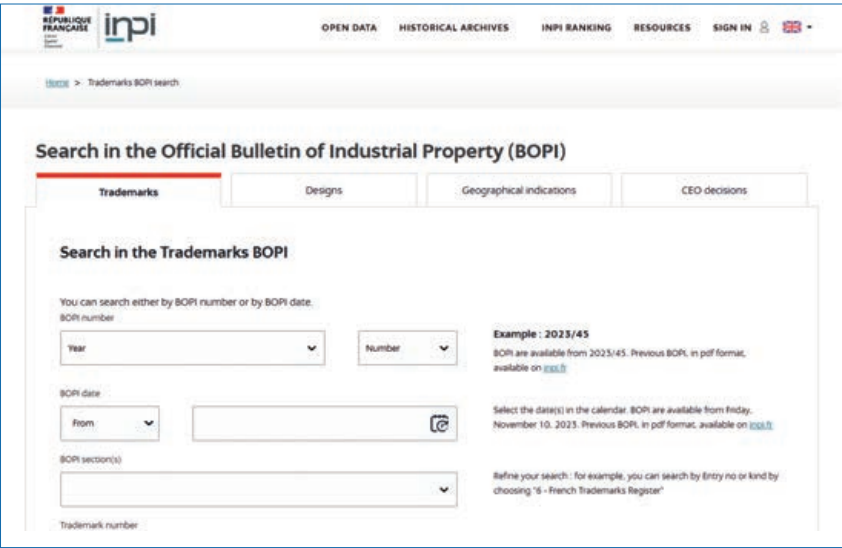 RÉPUBLIQUE
FRANÇAISE
inpi
OPEN DATA HISTORICAL ARCHIVES INPI RANKING RESOURCES SIGN IN
Home > Trademarks BOPI search
Search in the Official Bulletin of Industrial Property (BOPI)
Trademarks Designs Geographical indications CEO decisions
Search in the Trademarks BOPI
You can search either by BOPI number or by BOPI date.
BOPI number
Year Number
Example : 2023/45
BOPI are available from 2023/45. Previous BOPI, in pdf format,
available on inpi.fr
BOPI date
From
Select the date(s) in the calendar. BOPI are available from Friday,
November 10, 2023. Previous BOPI, in pdf format, available on inpi.fr
BOPI section(s)
Refine your search : for example, you can search by Entry no or kind by
choosing "6 - French Trademarks Register"
Trademark number